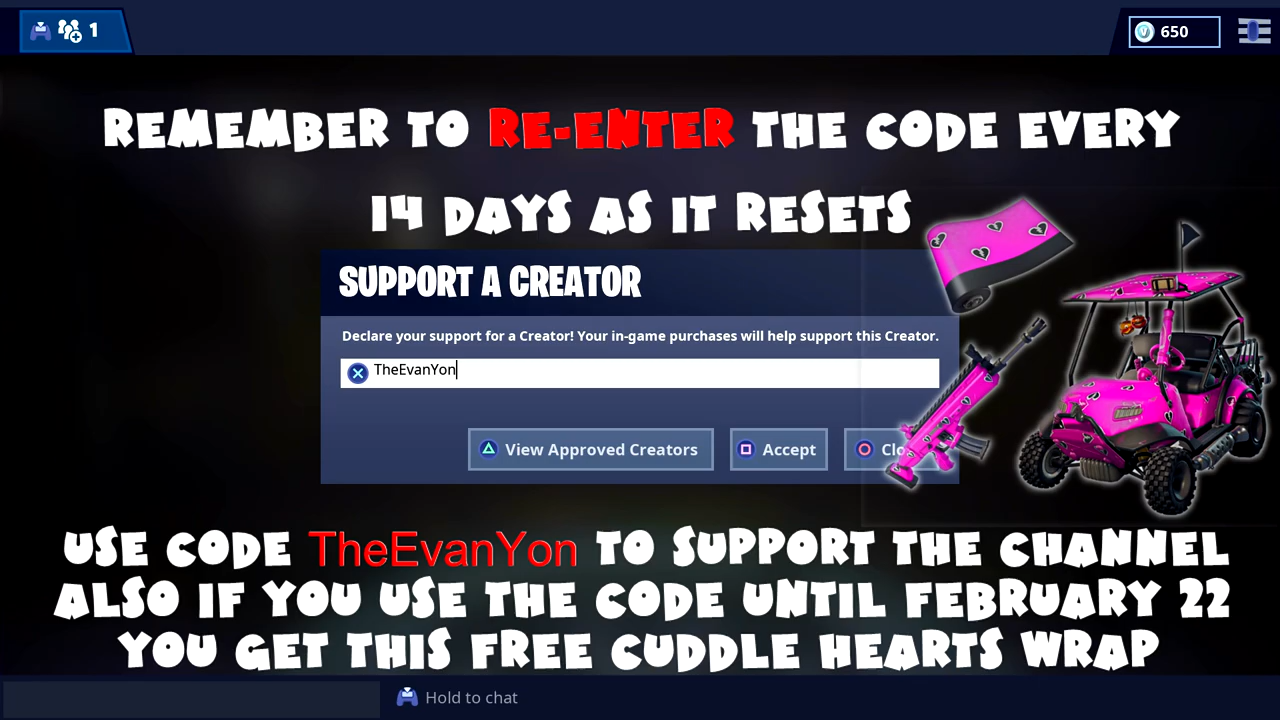 1
650
REMEMBER TO RE-ENTER THE CODE EVERY
14 DAYS AS IT RESETS
SUPPORT A CREATOR
Declare your support for a Creator! Your in-game purchases will help support this Creator.
TheEvanYon
View Approved Creators
Accept
Clo
USE CODE TheEvanYon TO SUPPORT THE CHANNEL
ALSO IF YOU USE THE CODE UNTIL FEBRUARY 22
YOU GET THIS FREE CUDDLE HEARTS WRAP
Hold to chat